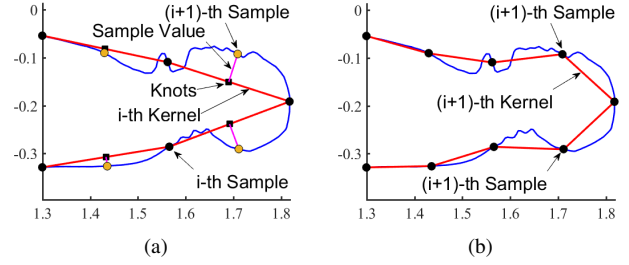 (i+1)-th Sample
Sample Value
Knots
i-th Kernel
i-th Sample
0
-0.1
-0.2
-0.3
1.3
1.4
1.5
1.6
1.7
1.8
(a)
(i+1)-th Sample
(i+1)-th Kernel
(i+1)-th Sample
0
-0.1
-0.2
-0.3
1.3
1.4
1.5
1.6
1.7
1.8
(b)